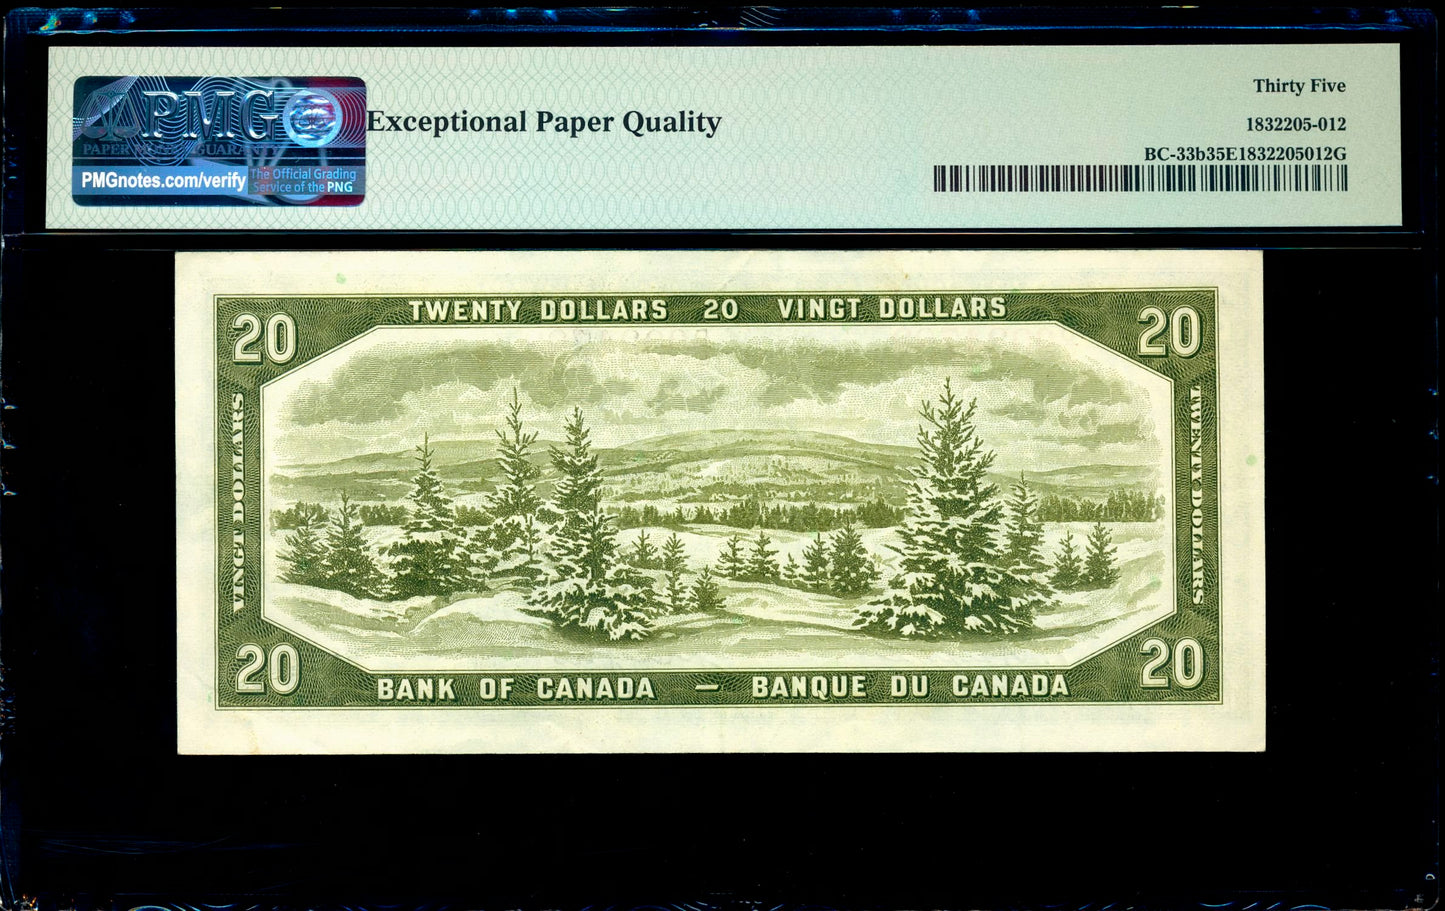 PMG
PAPER MONEY GUARANTY
PMGnotes.com/verify
The Official Grading
Service of the PNG
Exceptional Paper Quality
Thirty Five
1832205-012
BC-33b35E1832205012G
TWENTY DOLLARS 20 VINGT DOLLARS
20
20
VINGT DOLLARS
TWENTY DOLLARS
20
20
BANK OF CANADA — BANQUE DU CANADA